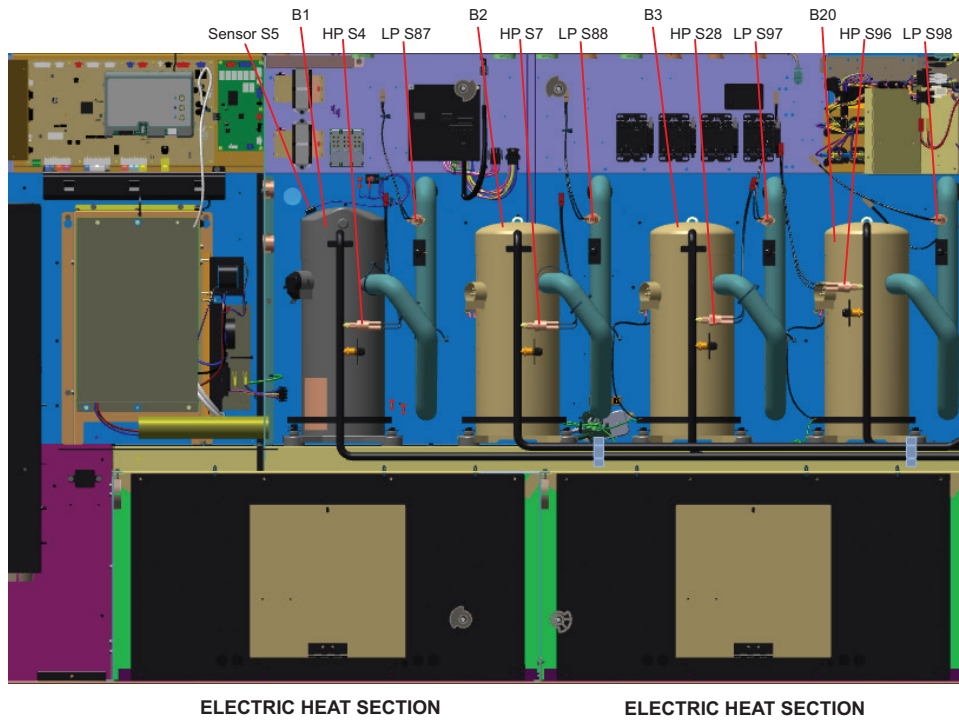 B1
B2
B3
B20
Sensor S5
HP S4
LP S87
HP S7
LP S88
HP S28
LP S97
HP S96
LP S98
ELECTRIC HEAT SECTION
ELECTRIC HEAT SECTION